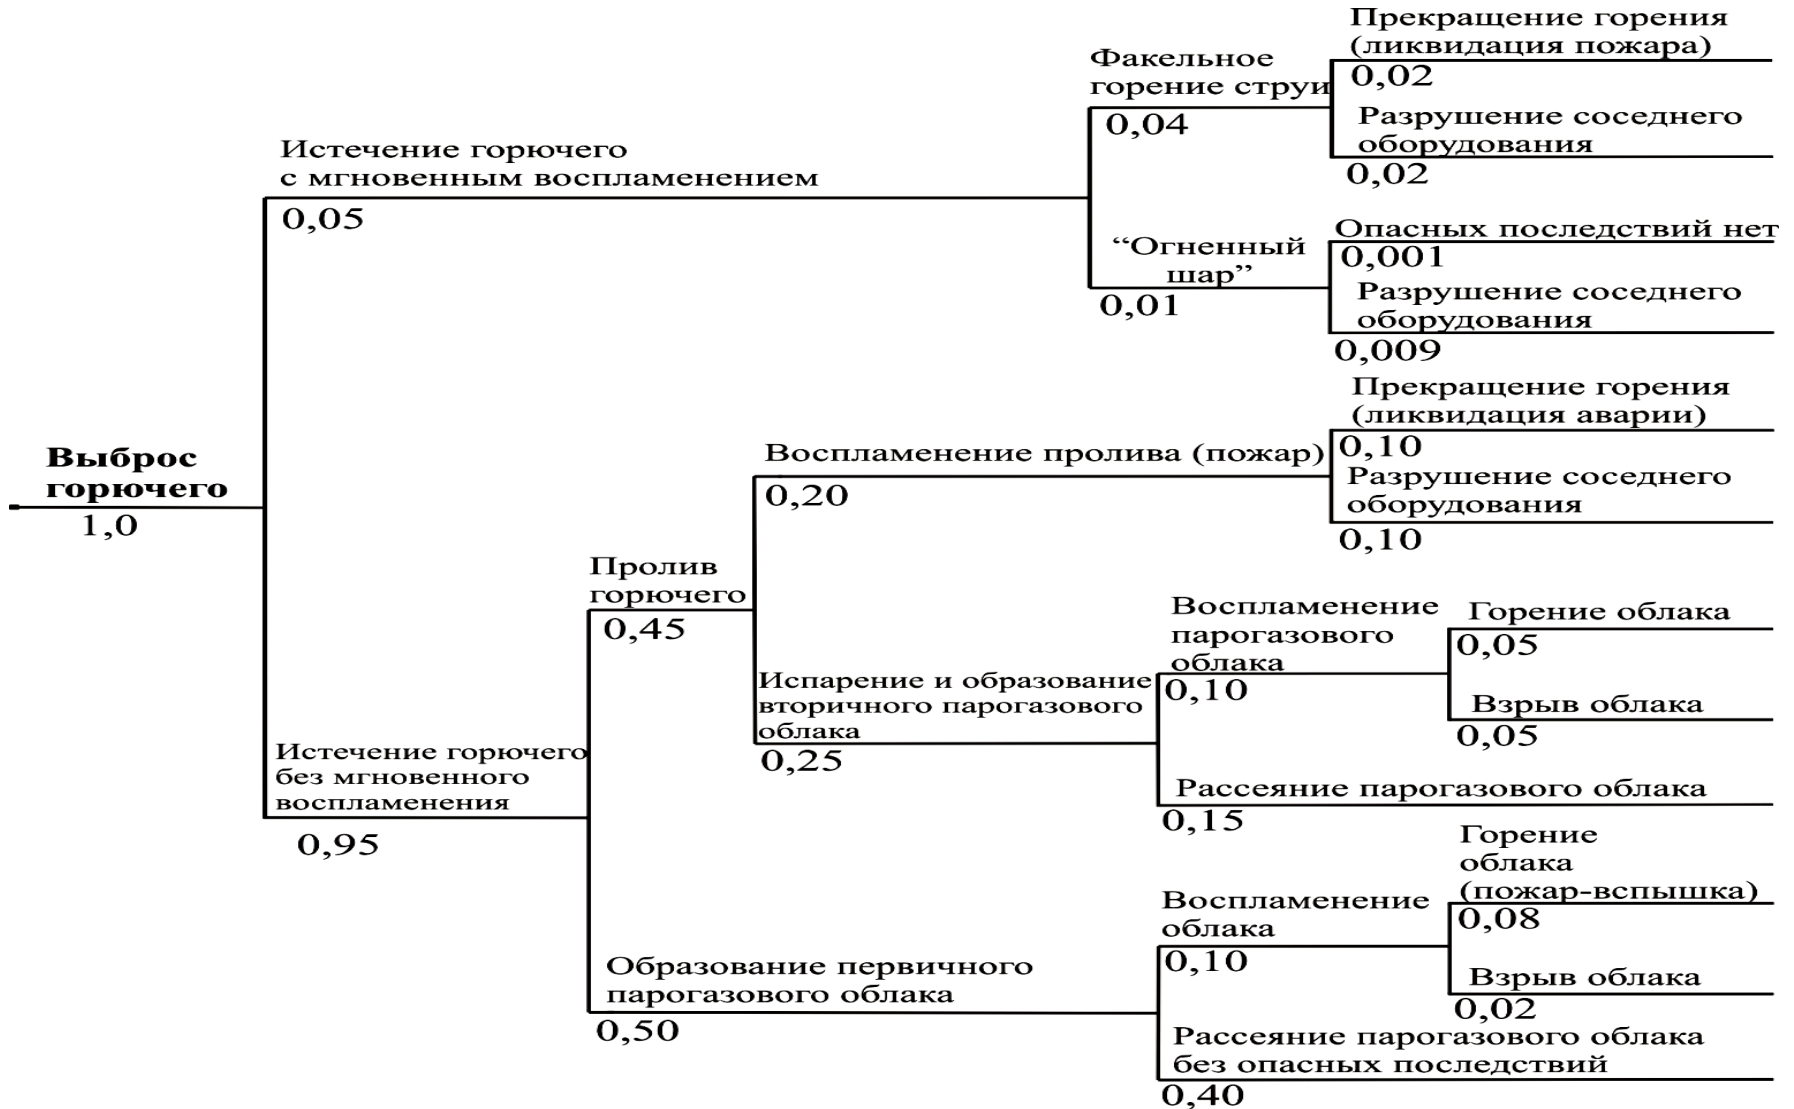 Прекращение горения
(ликвидация пожара)
0,02
Факельное
горение струи
0,04
Разрушение соседнего
оборудования
0,02
Истечение горючего
с мгновенным воспламенением
0,05
Опасных последствий нет
0,001
“Огненный
шар”
0,01
Разрушение соседнего
оборудования
0,009
Прекращение горения
(ликвидация аварии)
0,10
Воспламенение пролива (пожар)
0,20
Разрушение соседнего
оборудования
0,10
Выброс
горючего
1,0
Пролив
горючего
0,45
Воспламенение
парогазового
облака
0,10
Горение облака
0,05
Взрыв облака
0,05
Испарение и образование
вторичного парогазового
облака
0,25
Рассеяние парогазового облака
0,15
Истечение горючего
без мгновенного
воспламенения
0,95
Горение
облака
(пожар-вспышка)
0,08
Воспламенение
облака
0,10
Взрыв облака
0,02
Образование первичного
парогазового облака
0,50
Рассеяние парогазового облака
без опасных последствий
0,40